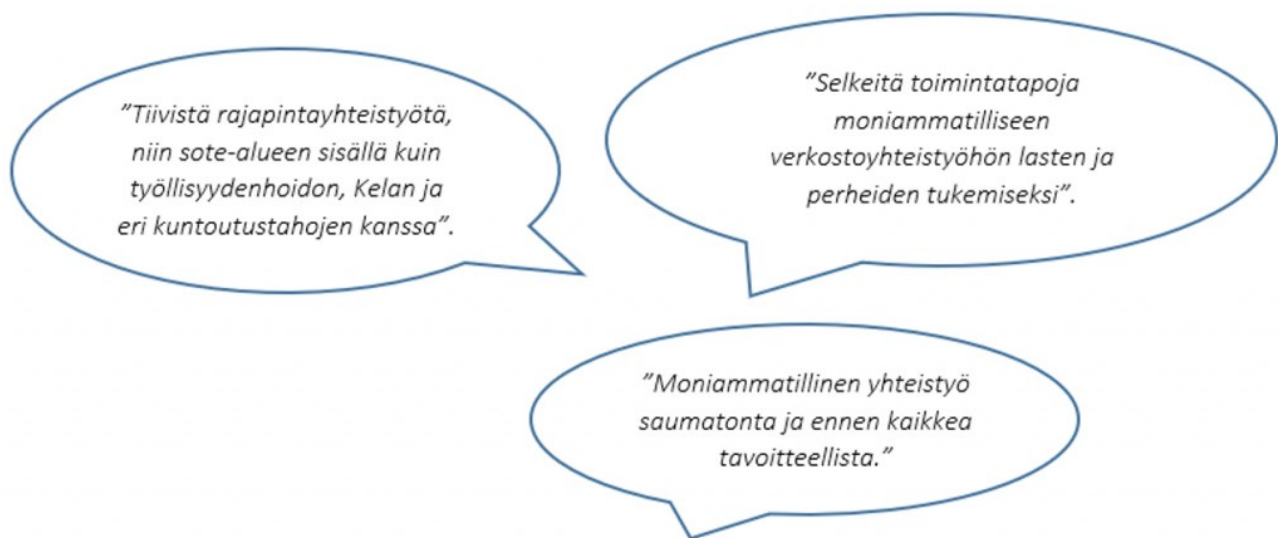 ”Tiivistä rajapintayhteistyötä,
niin sote-alueen sisällä kuin
työllisyydenhoidon, Kelan ja
eri kuntoutustahojen kanssa”.
”Selkeitä toimintatapoja
moniammatilliseen
verkostoyhteistyöhön lasten ja
perheiden tukemiseksi”.
”Moniammatillinen yhteistyö
saumatonta ja ennen kaikkea
tavoitteellista.”